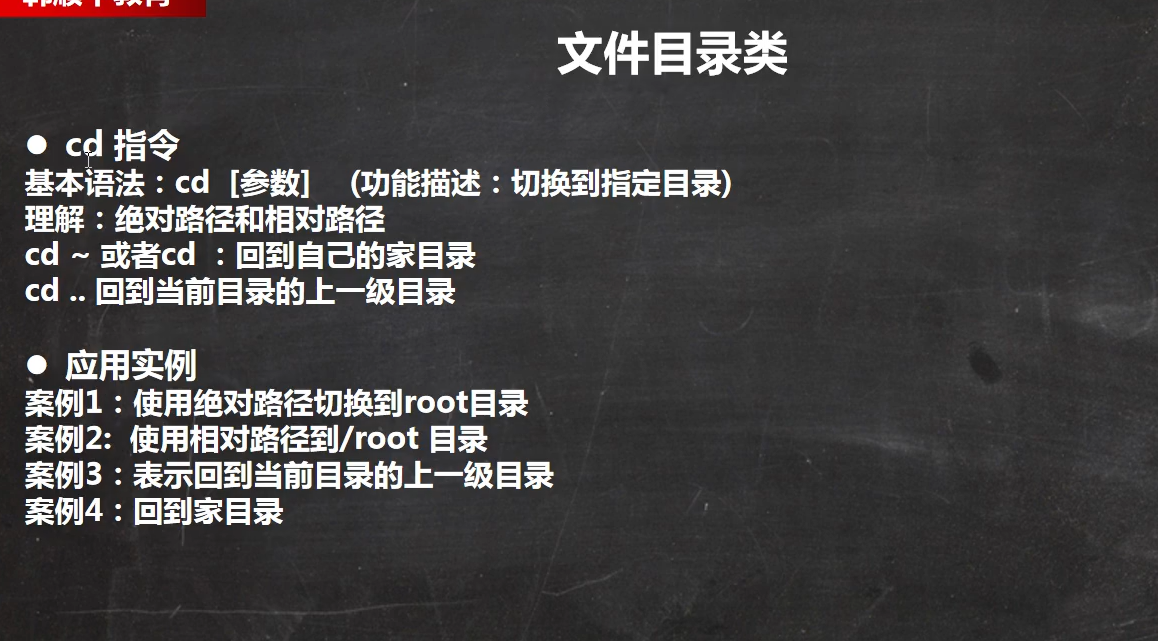 文件目录类
● cd 指令
基本语法：cd [参数] (功能描述：切换到指定目录)
理解：绝对路径和相对路径
cd ~ 或者cd ：回到自己的家目录
cd .. 回到当前目录的上一级目录
● 应用实例
案例1：使用绝对路径切换到root目录
案例2: 使用相对路径到/root 目录
案例3：表示回到当前目录的上一级目录
案例4：回到家目录